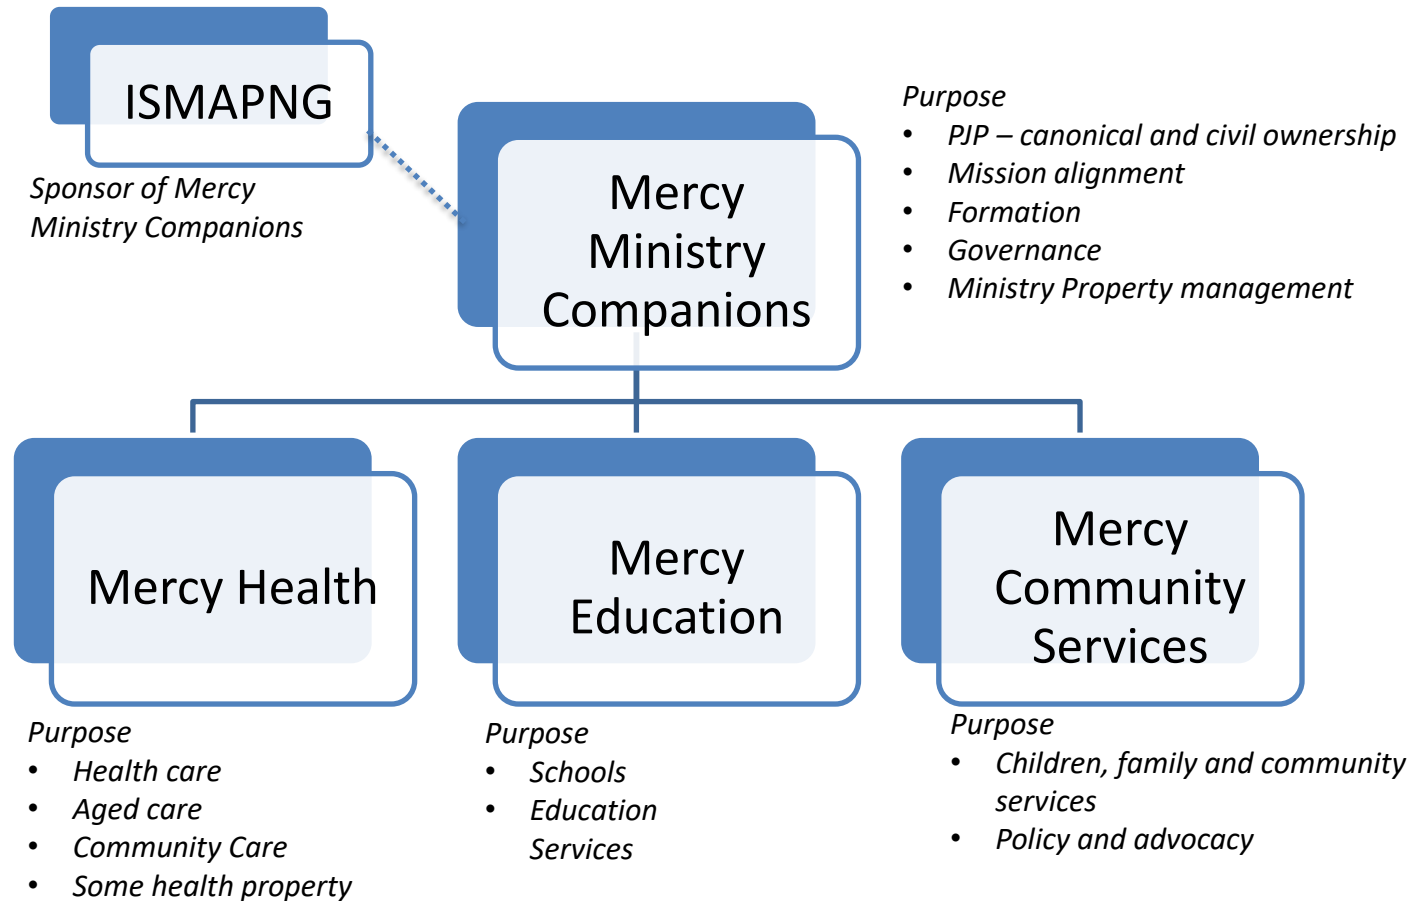 ISMAPNG
Sponsor of Mercy
Ministry Companions
Mercy
Ministry
Companions
Purpose
• PJP – canonical and civil ownership
• Mission alignment
• Formation
• Governance
• Ministry Property management
Mercy Health
Purpose
• Health care
• Aged care
• Community Care
• Some health property
Mercy
Education
Purpose
• Schools
• Education
Services
Mercy
Community
Services
Purpose
• Children, family and community
services
• Policy and advocacy